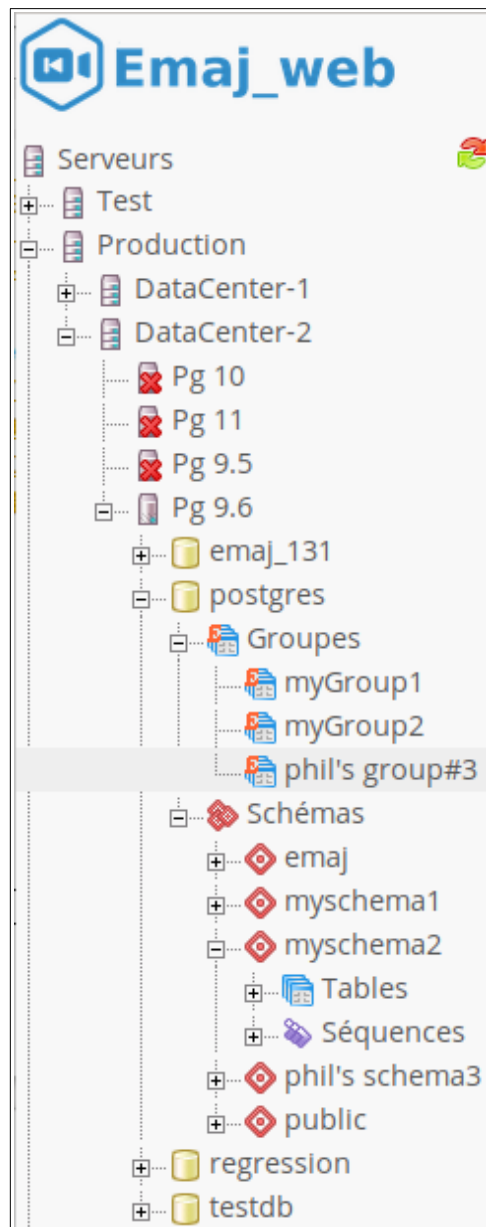 Emaj_web
Serveurs
Test
Production
DataCenter-1
DataCenter-2
Pg 10
Pg 11
Pg 9.5
Pg 9.6
emaj_131
postgres
Groupes
myGroup1
myGroup2
phil's group#3
Schémas
emaj
myschema1
myschema2
Tables
Séquences
phil's schema3
public
regression
testdb